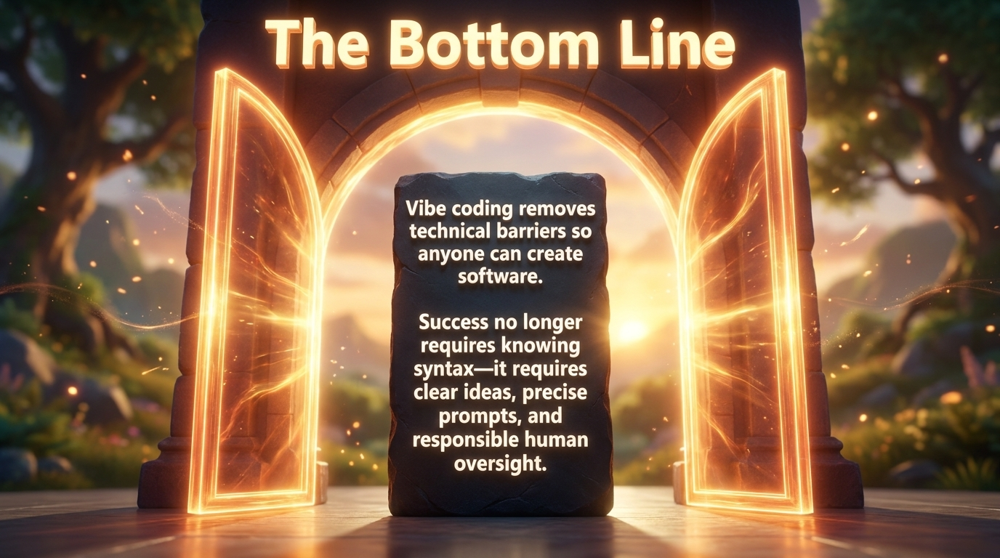 The Bottom Line
Vibe coding removes
technical barriers so
anyone can create
software.
Success no longer
requires knowing
syntax—it requires
clear ideas, precise
prompts, and
responsible human
oversight.